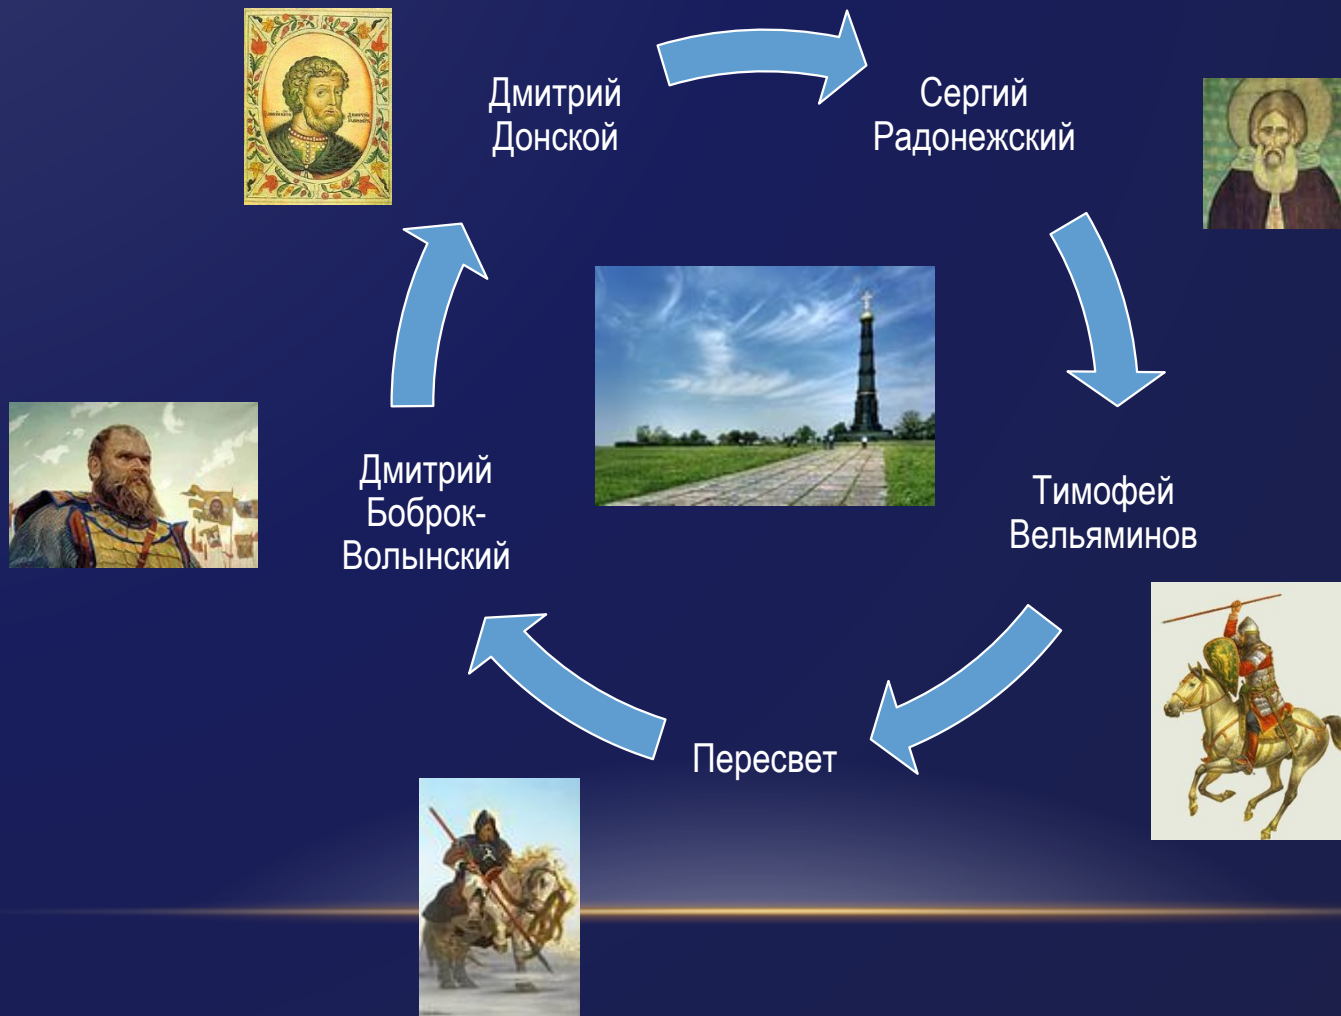 Дмитрий
Донской
Сергий
Радонежский
Тимофей
Вельяминов
Пересвет
Дмитрий
Боброк-
Волынский